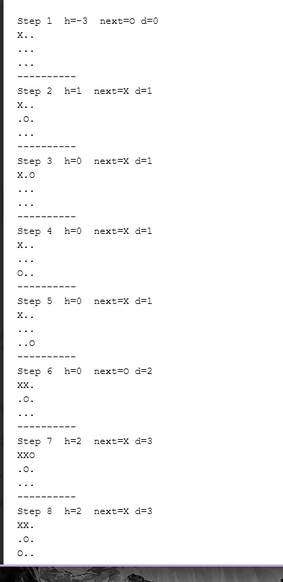 Step 1  h=-3  next=O d=0
X..
...
...
----------
Step 2  h=1  next=X d=1
X..
.O.
...
----------
Step 3  h=0  next=X d=1
X.O
...
...
----------
Step 4  h=0  next=X d=1
X..
...
O..
----------
Step 5  h=0  next=X d=1
X..
...
..O
----------
Step 6  h=0  next=O d=2
XX.
.O.
...
----------
Step 7  h=2  next=X d=3
XXO
.O.
...
----------
Step 8  h=2  next=X d=3
XX.
.O.
O..